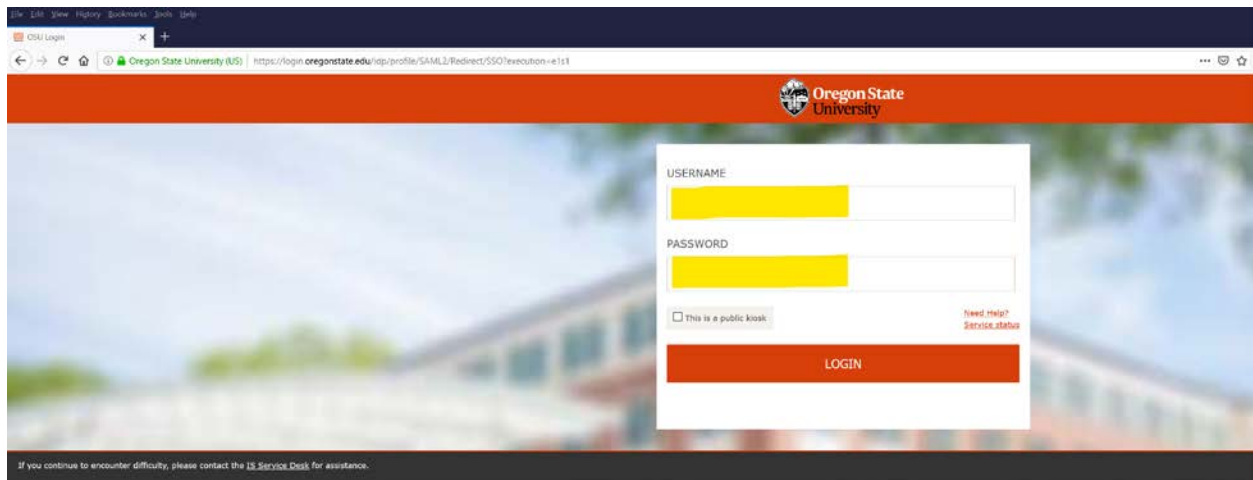 File Edit View History Bookmarks Tools Help
OSU Login
Oregon State University (US) https://login.oregonstate.edu/idp/profile/SAML2/Redirect/SSO?execution=e1s1
Oregon State
University
USERNAME
PASSWORD
This is a public kiosk
Need Help?
Service status
LOGIN
If you continue to encounter difficulty, please contact the IS Service Desk for assistance.